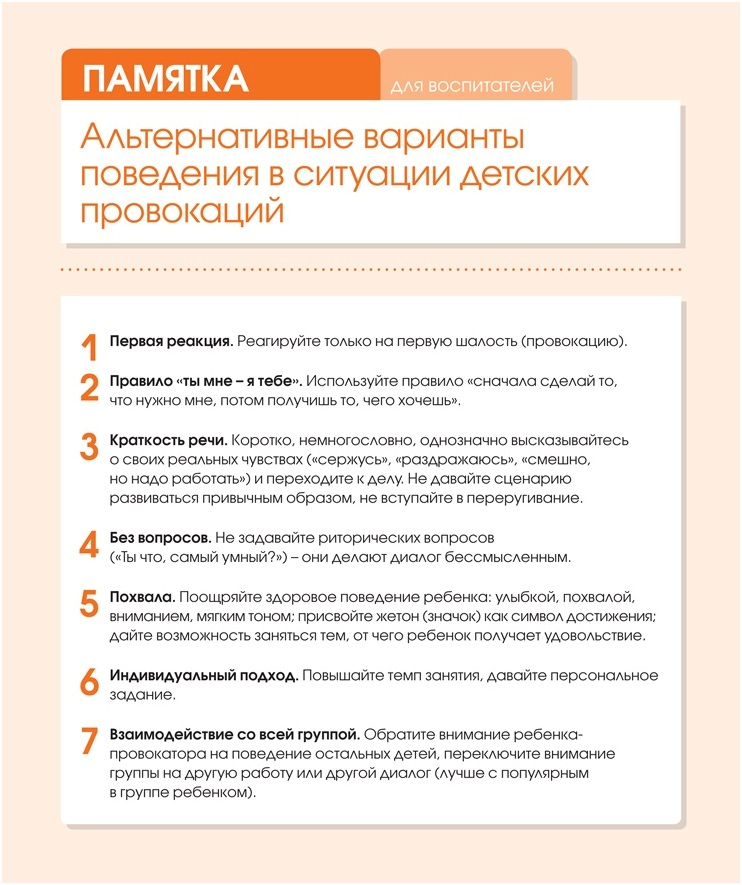 ПАМЯТКА
для воспитателей
Альтернативные варианты
поведения в ситуации детских
провокаций
1 Первая реакция. Реагируйте только на первую шалость (провокацию).
2 Правило «ты мне – я тебе». Используйте правило «сначала сделай то,
что нужно мне, потом получишь то, чего хочешь».
3 Краткость речи. Коротко, немногословно, однозначно высказывайтесь
о своих реальных чувствах («сержусь», «раздражаюсь», «смешно,
но надо работать») и переходите к делу. Не давайте сценарию
развиваться привычным образом, не вступайте в переругивание.
4 Без вопросов. Не задавайте риторических вопросов
(«Ты что, самый умный?») – они делают диалог бессмысленным.
5 Похвала. Поощряйте здоровое поведение ребенка: улыбкой, похвалой,
вниманием, мягким тоном; присвойте жетон (значок) как символ достижения;
дайте возможность заняться тем, от чего ребенок получает удовольствие.
6 Индивидуальный подход. Повышайте темп занятия, давайте персональное
задание.
7 Взаимодействие со всей группой. Обратите внимание ребенка-
провокатора на поведение остальных детей, переключите внимание
группы на другую работу или другой диалог (лучше с популярным
в группе ребенком).